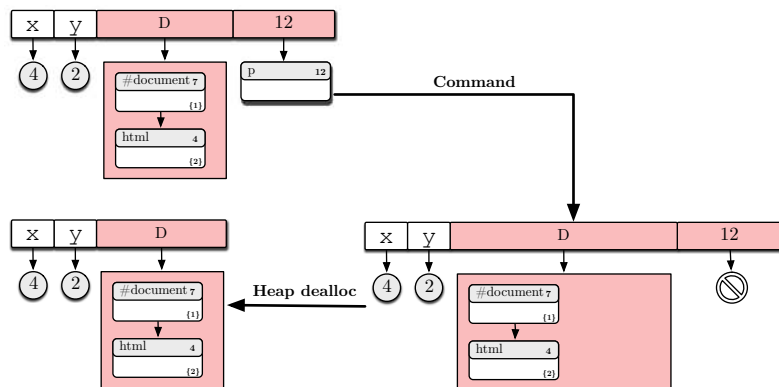 x y D 12
4 2
#document 7
{1}
html 4
{2}
p 12
Command
x y D
4 2
#document 7
{1}
html 4
{2}
Heap dealloc
x y D 12
4 2
#document 7
{1}
html 4
{2}